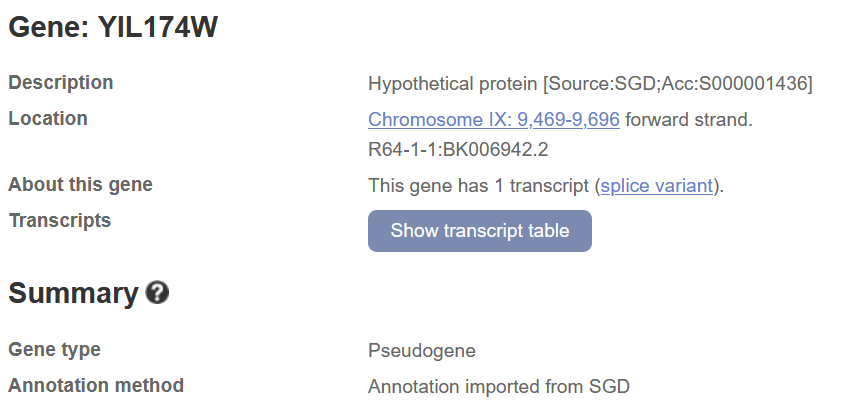 Gene: YIL174W
Description Hypothetical protein [Source:SGD;Acc:S000001436]
Location Chromosome IX: 9,469-9,696 forward strand.
R64-1-1:BK006942.2
About this gene This gene has 1 transcript (splice variant).
Transcripts Show transcript table
Summary ?
Gene type Pseudogene
Annotation method Annotation imported from SGD